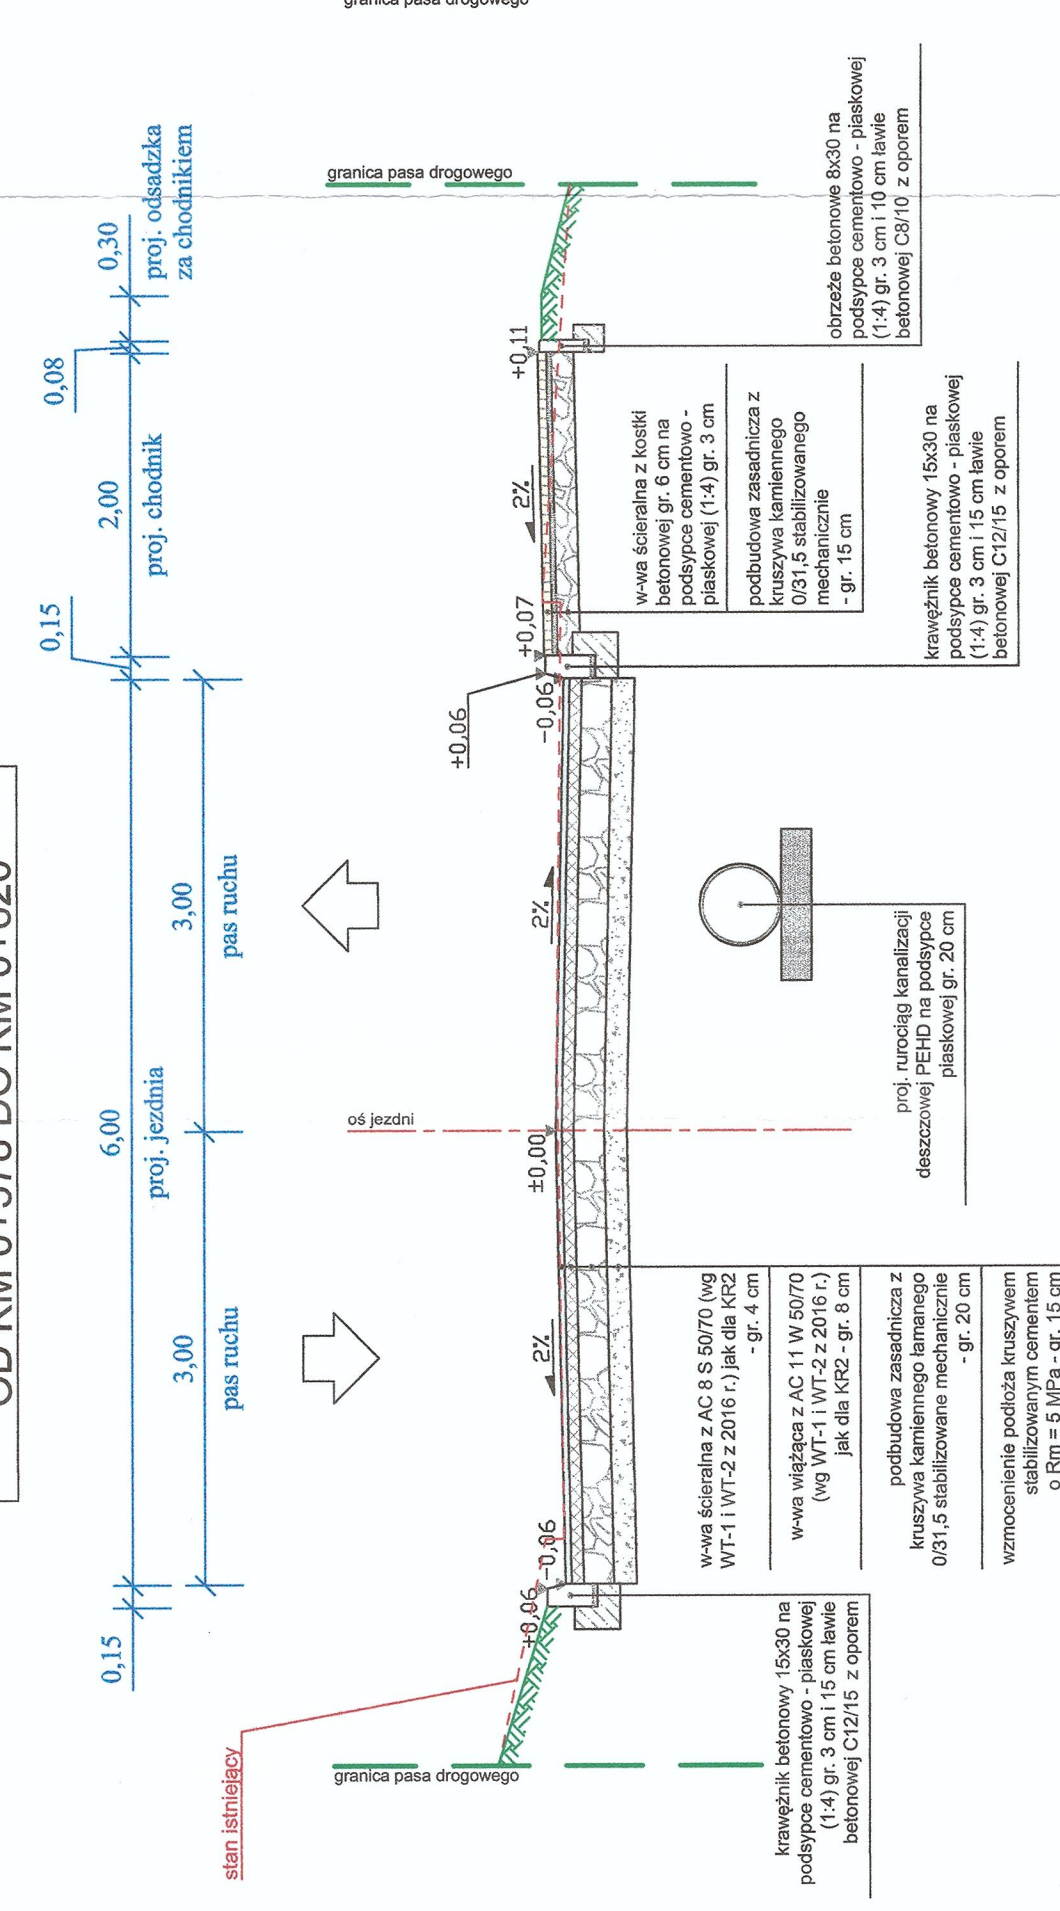 granica pasa drogowego
0,15
6,00
proj. jezdnia
0,15
2,00
proj. chodnik
0,08
0,30
proj. odsadzka
za chodnikiem
3,00
pas ruchu
3,00
pas ruchu
stan istniejący
granica pasa drogowego
oś jezdni
granica pasa drogowego
+0,06
-0,06
2%
±0,00
2%
-0,06
+0,06
+0,07
2%
+0,11
krawężnik betonowy 15x30 na
podsypce cementowo - piaskowej
(1:4) gr. 3 cm i 15 cm ławie
betonowej C12/15 z oporem
w-wa ścieralna z AC 8 S 50/70 (wg
WT-1 i WT-2 z 2016 r.) jak dla KR2
- gr. 4 cm
w-wa wiążąca z AC 11 W 50/70
(wg WT-1 i WT-2 z 2016 r.)
jak dla KR2 - gr. 8 cm
podbudowa zasadnicza z
kruszywa kamiennego łamanego
0/31,5 stabilizowane mechanicznie
- gr. 20 cm
wzmocenienie podłoża kruszywem
stabilizowanym cementem
o Rm = 5 MPa - gr. 15 cm
proj. rurociąg kanalizacji
deszczowej PEHD na podsypce
piaskowej gr. 20 cm
w-wa ścieralna z kostki
betonowej gr. 6 cm na
podsypce cementowo -
piaskowej (1:4) gr. 3 cm
podbudowa zasadnicza z
kruszywa kamiennego
0/31,5 stabilizowanego
mechanicznie
- gr. 15 cm
krawężnik betonowy 15x30 na
podsypce cementowo - piaskowej
(1:4) gr. 3 cm i 15 cm ławie
betonowej C12/15 z oporem
obrzeże betonowe 8x30 na
podsypce cementowo - piaskowej
(1:4) gr. 3 cm i 10 cm ławie
betonowej C8/10 z oporem